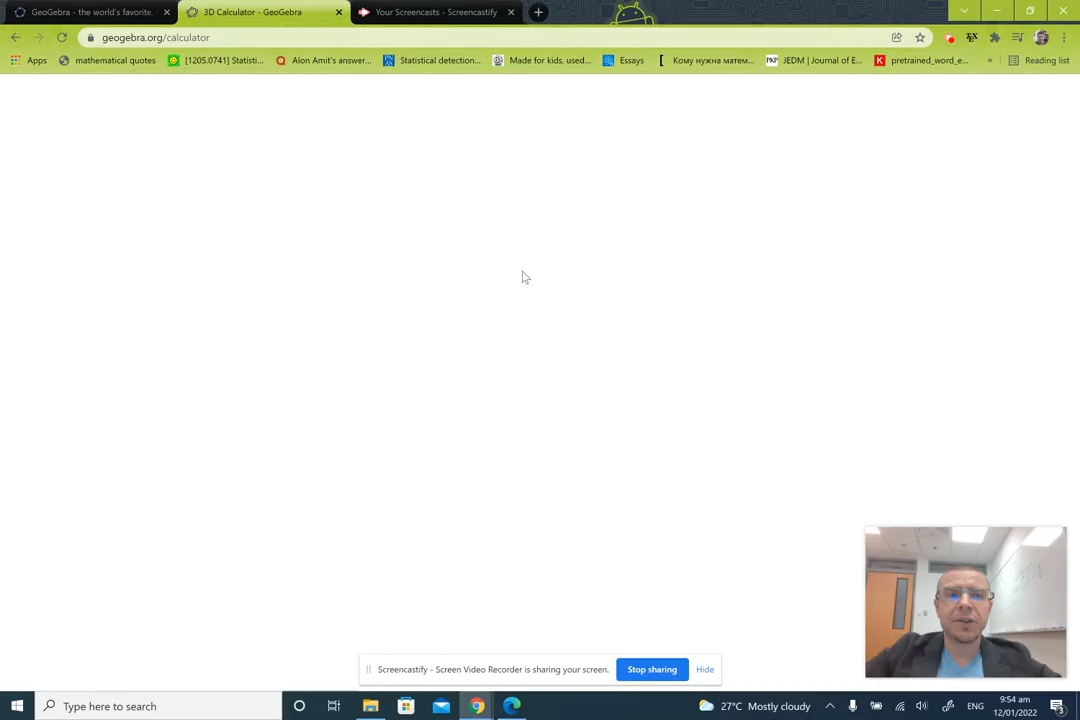 GeoGebra - the world's favorite,
3D Calculator - GeoGebra
Your Screencasts - Screencastify
geogebra.org/calculator
Apps
mathematical quotes
[1205.0741] Statisti...
Alon Amit's answer...
Statistical detection...
Made for kids, used...
Essays
Кому нужна матем...
JEDM | Journal of E...
pretrained_word_e...
»
Reading list
Screencastify - Screen Video Recorder is sharing your screen.
Stop sharing
Hide
Type here to search
27°C Mostly cloudy
ENG
9:54 am
12/01/2022
3